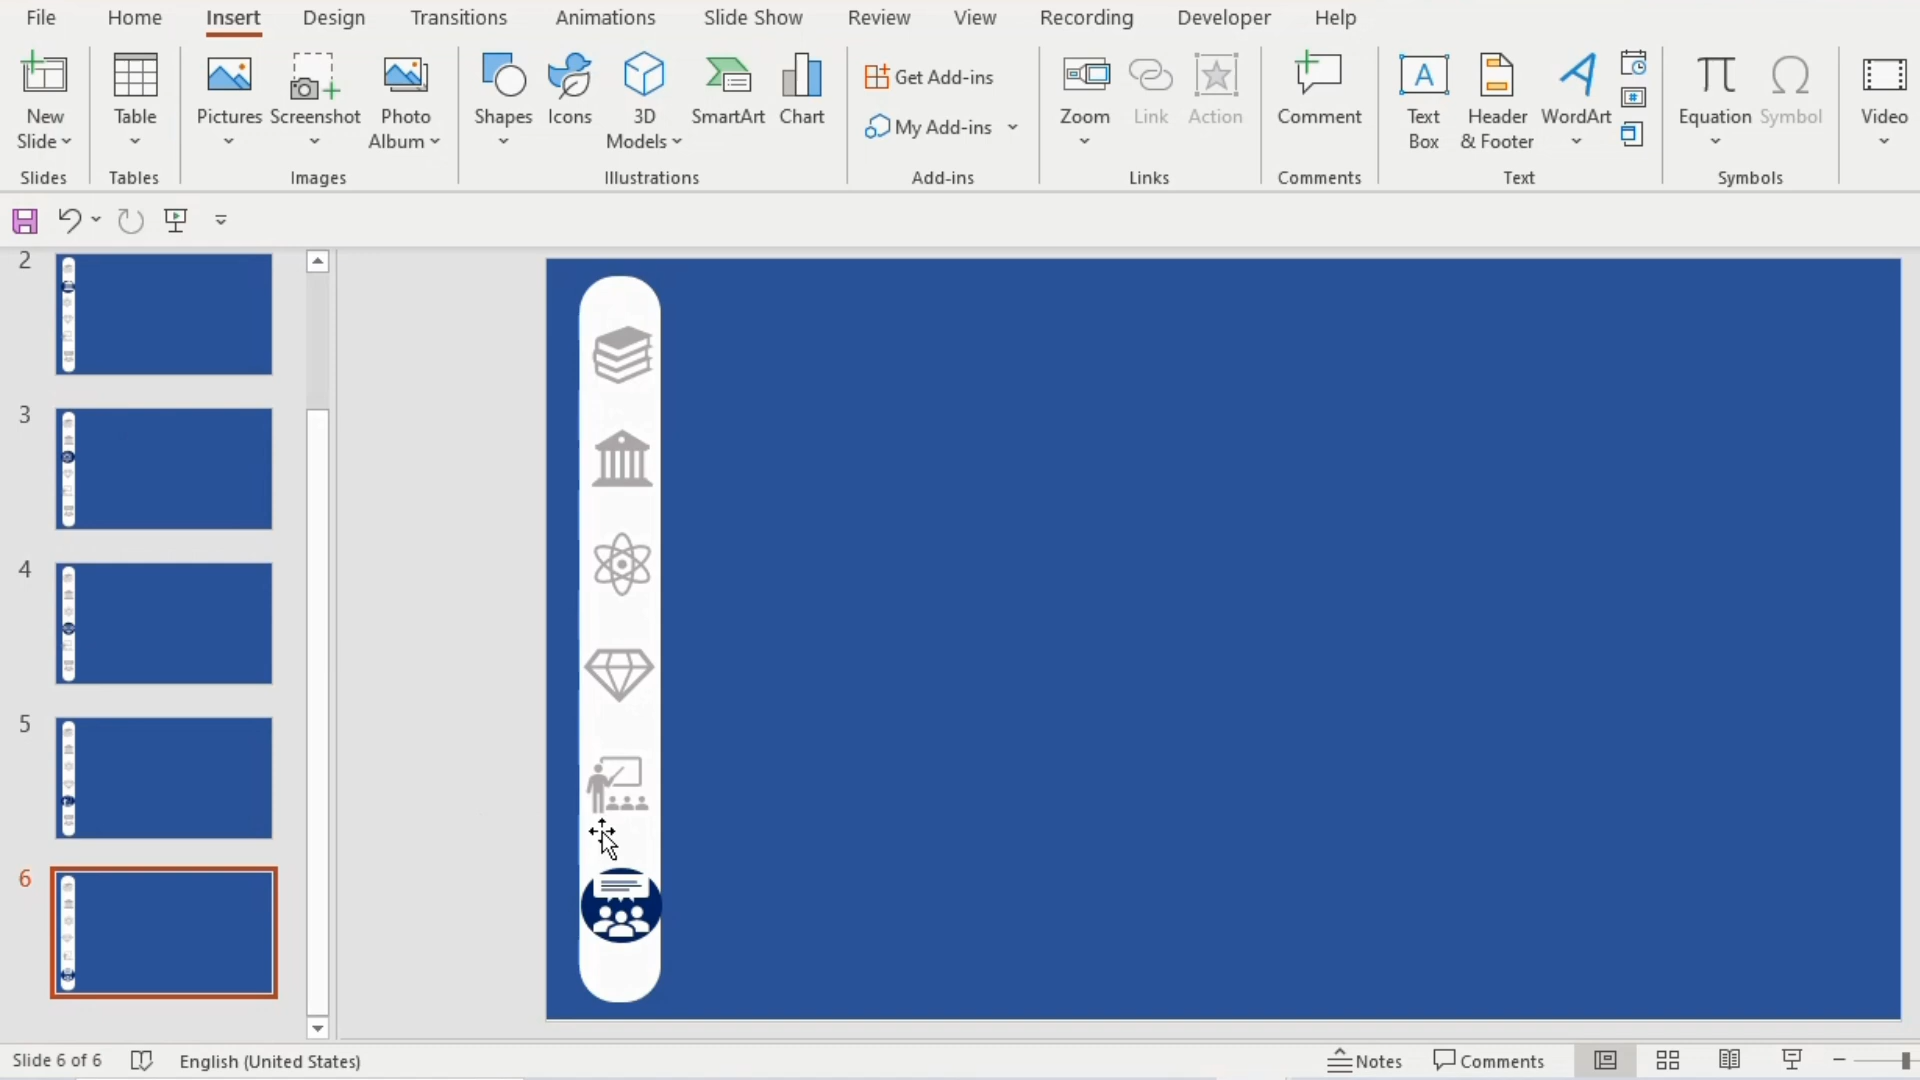 File Home Insert Design Transitions Animations Slide Show Review View Recording Developer Help
New Slide
Table
Pictures
Screenshot
Photo Album
Shapes
Icons
3D Models
SmartArt
Chart
Get Add-ins
My Add-ins
Zoom
Link
Action
Comment
Text Box
Header & Footer
WordArt
Equation
Symbol
Video
Slides Tables Images Illustrations Add-ins Links Comments Text Symbols
2
3
4
5
6
Slide 6 of 6 English (United States) Notes Comments